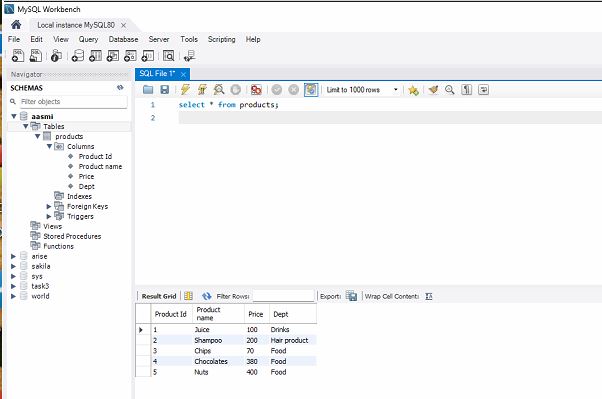 MySQL Workbench
Local instance MySQL80 ×
File Edit View Query Database Server Tools Scripting Help
Navigator
SCHEMAS
Filter objects
aasmi
Tables
products
Columns
Product Id
Product name
Price
Dept
Indexes
Foreign Keys
Triggers
Views
Stored Procedures
Functions
arise
sakila
sys
task3
world
SQL File 1* ×
Limit to 1000 rows
1 select * from products;
2
Result Grid Filter Rows: Export: Wrap Cell Content:
Product Id Product name Price Dept
1 Juice 100 Drinks
2 Shampoo 200 Hair product
3 Chips 70 Food
4 Chocolates 380 Food
5 Nuts 400 Food